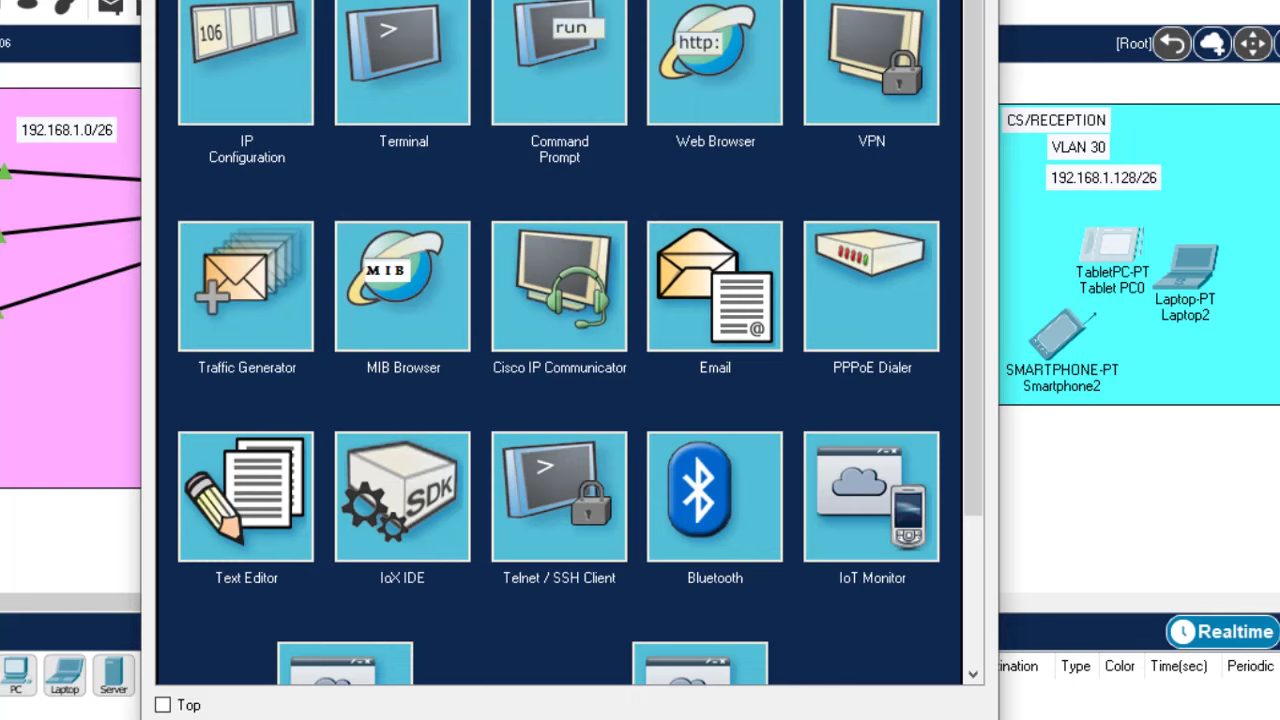 06
[Root]
106
>
run
http:
192.168.1.0/26
IP
Configuration
Terminal
Command
Prompt
Web Browser
VPN
CS/RECEPTION
VLAN 30
192.168.1.128/26
MIB
@
TabletPC-PT
Tablet PC0
Laptop-PT
Laptop2
SMARTPHONE-PT
Smartphone2
Traffic Generator
MIB Browser
Cisco IP Communicator
Email
PPPoE Dialer
SDK
>
Text Editor
IoX IDE
Telnet / SSH Client
Bluetooth
IoT Monitor
Realtime
PC
Laptop
Server
ination
Type
Color
Time(sec)
Periodic
Top